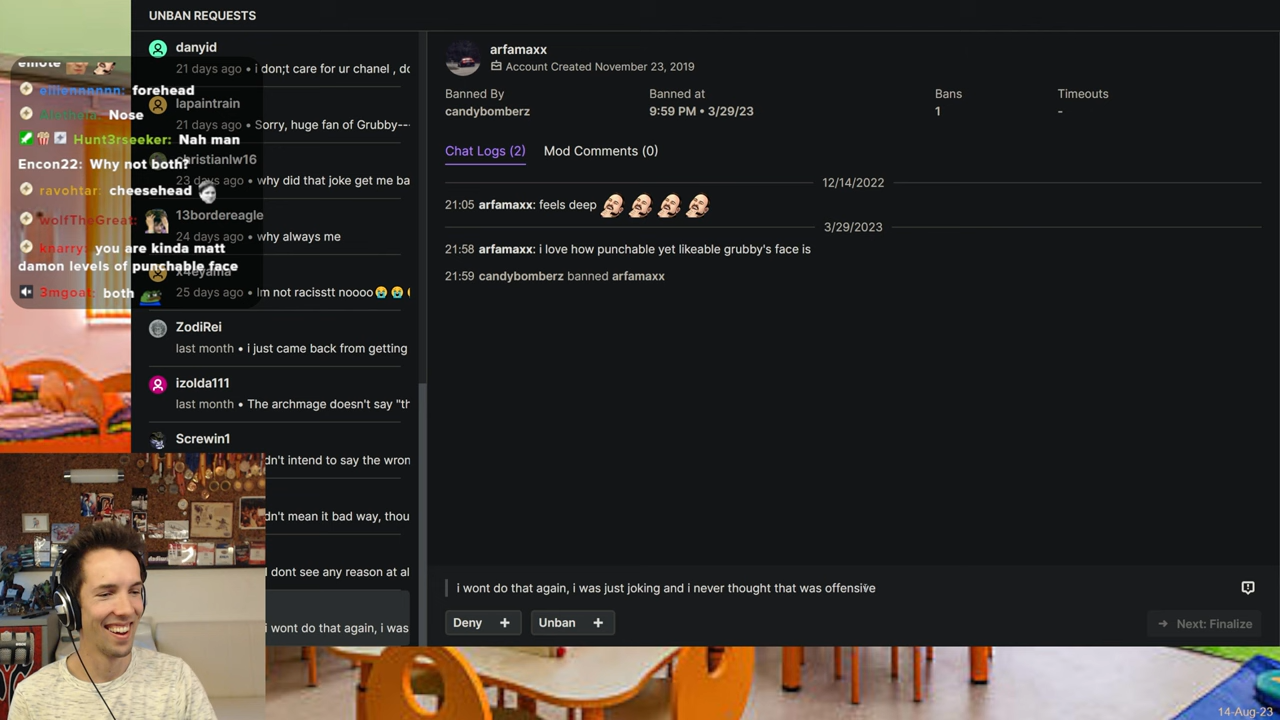 UNBAN REQUESTS
danyid
21 days ago • i don;t care for ur chanel , dc
lapaintrain
21 days ago • Sorry, huge fan of Grubby--
christianlw16
23 days ago • why did that joke get me ba
13bordereagle
24 days ago • why always me
x4eyama
25 days ago • Im not racisstt noooo😭😭
ZodiRei
last month • i just came back from getting
izolda111
last month • The archmage doesn't say "th
Screwin1
dn't intend to say the wron
dn't mean it bad way, thou
I dont see any reason at al
i wont do that again, i was
emote
elliennnnnn: forehead
Nose
Hunt3rseeker: Nah man
Encon22: Why not both?
ravohtar: cheesehead
wolfTheGreat:
knarry: you are kinda matt
damon levels of punchable face
3mgoat: both
arfamaxx
Account Created November 23, 2019
Banned By
candybomberz
Banned at
9:59 PM • 3/29/23
Bans
1
Timeouts
-
Chat Logs (2)
Mod Comments (0)
12/14/2022
21:05 arfamaxx: feels deep
3/29/2023
21:58 arfamaxx: i love how punchable yet likeable grubby's face is
21:59 candybomberz banned arfamaxx
i wont do that again, i was just joking and i never thought that was offensive
Deny +
Unban +
→ Next: Finalize
14-Aug-23